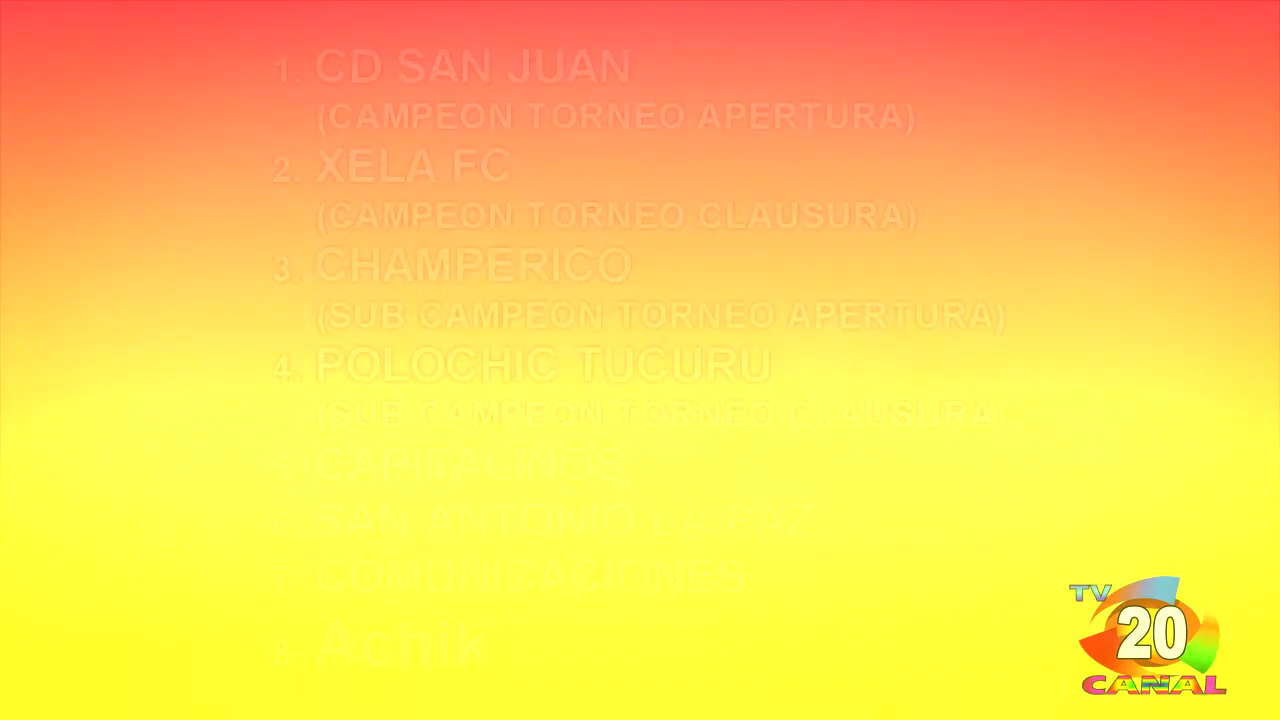 1. CD SAN JUAN
(CAMPEON TORNEO APERTURA)
2. XELA FC
(CAMPEON TORNEO CLAUSURA)
3. CHAMPERICO
(SUB CAMPEON TORNEO APERTURA)
4. POLOCHIC TUCURU
(SUB CAMPEON TORNEO CLAUSURA)
5. CAPITALINOS
6. SAN ANTONIO LA PAZ
7. COMUNICACIONES
8- Achik
TV
20
CANAL